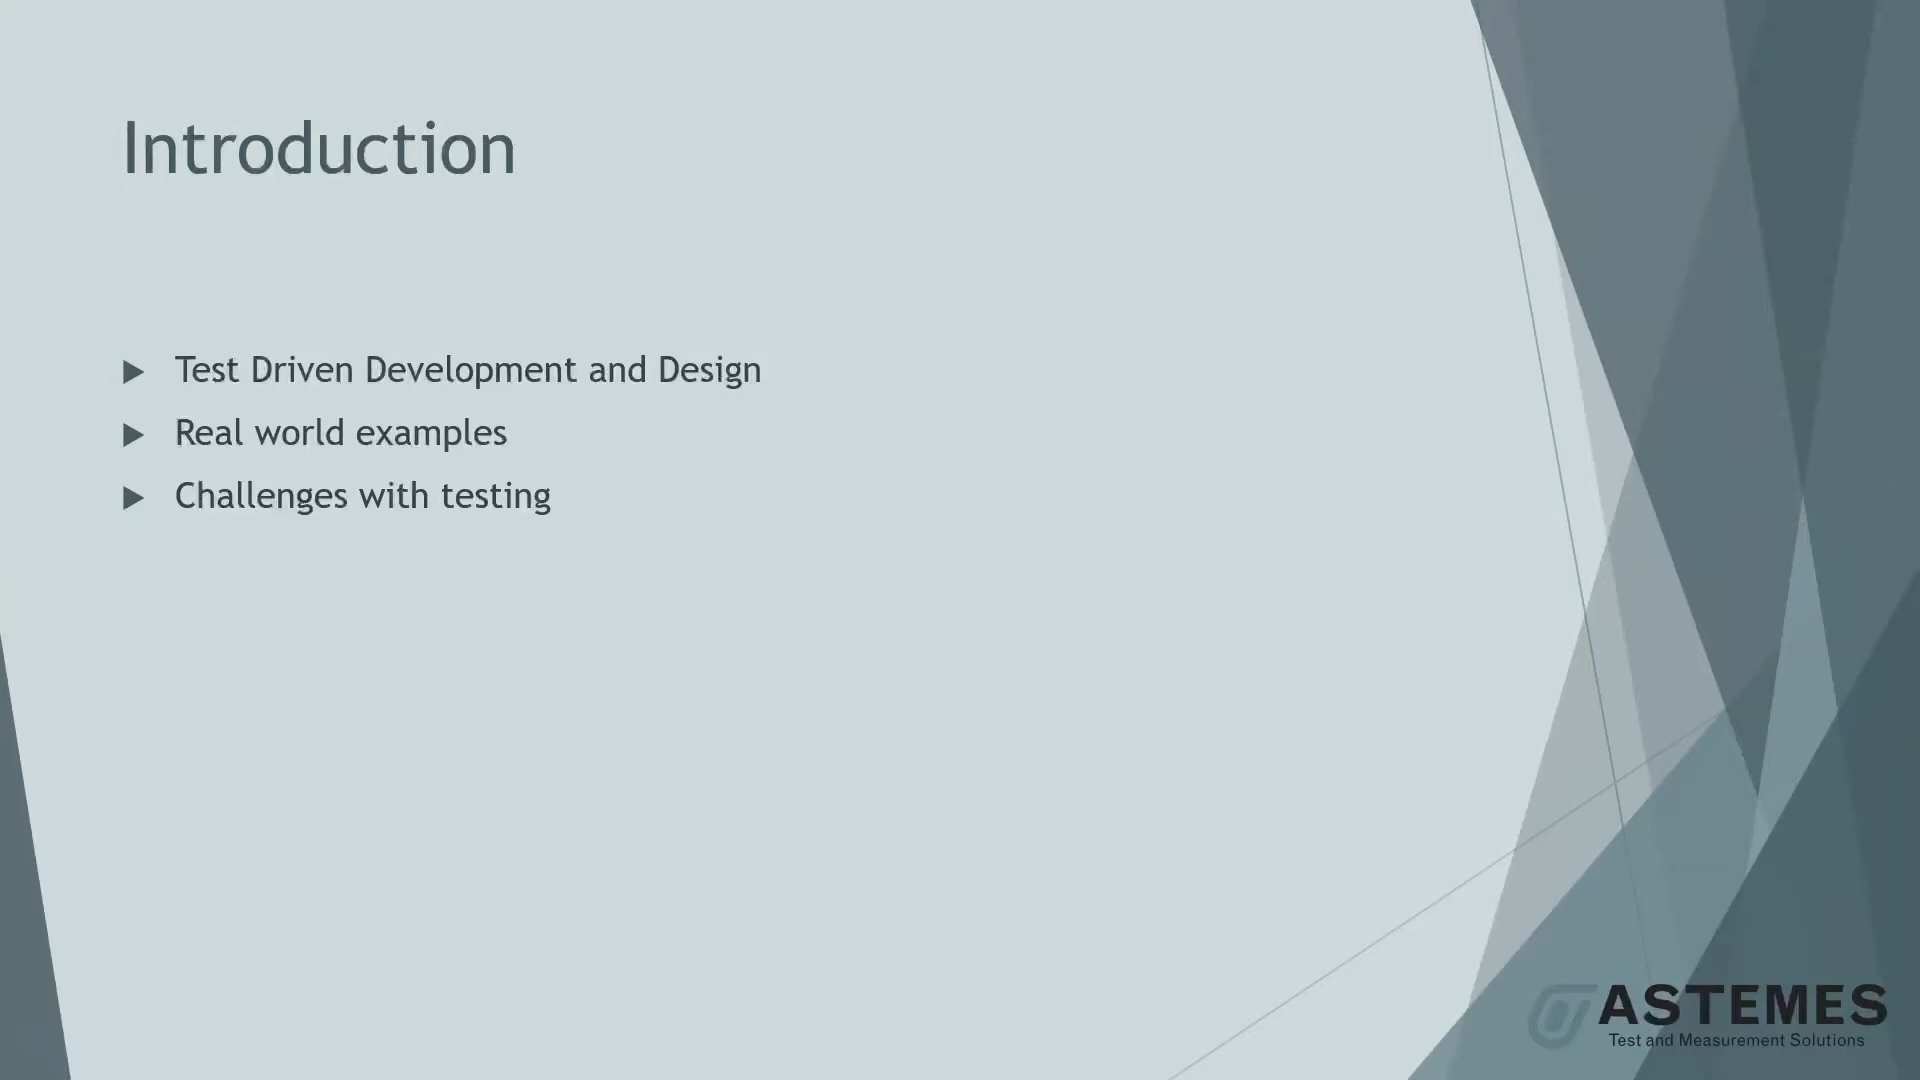 Introduction
Test Driven Development and Design
Real world examples
Challenges with testing
ASTEMES
Test and Measurement Solutions